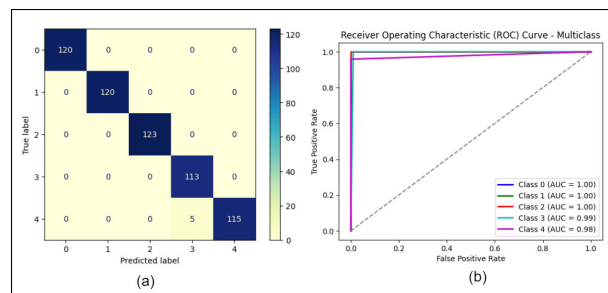 0
1
2
3
4
True label
120 0 0 0 0
0 120 0 0 0
0 0 123 0 0
0 0 0 113 0
0 0 0 5 115
0 1 2 3 4
Predicted label
120
100
80
60
40
20
0
(a)
Receiver Operating Characteristic (ROC) Curve - Multiclass
True Positive Rate
1.0
0.8
0.6
0.4
0.2
0.0
Class 0 (AUC = 1.00)
Class 1 (AUC = 1.00)
Class 2 (AUC = 1.00)
Class 3 (AUC = 0.99)
Class 4 (AUC = 0.98)
0.0 0.2 0.4 0.6 0.8 1.0
False Positive Rate
(b)